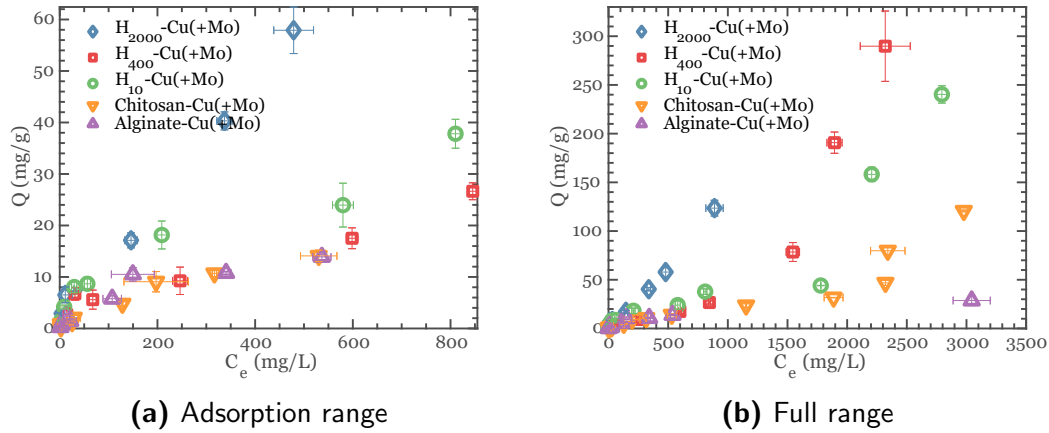 60
50
40
30
20
10
0
Q (mg/g)
H2000-Cu(+Mo)
H400-Cu(+Mo)
H10-Cu(+Mo)
Chitosan-Cu(+Mo)
Alginate-Cu(+Mo)
0 200 400 600 800
Ce (mg/L)
(a) Adsorption range
300
250
200
150
100
50
0
Q (mg/g)
H2000-Cu(+Mo)
H400-Cu(+Mo)
H10-Cu(+Mo)
Chitosan-Cu(+Mo)
Alginate-Cu(+Mo)
0 500 1000 1500 2000 2500 3000 3500
Ce (mg/L)
(b) Full range